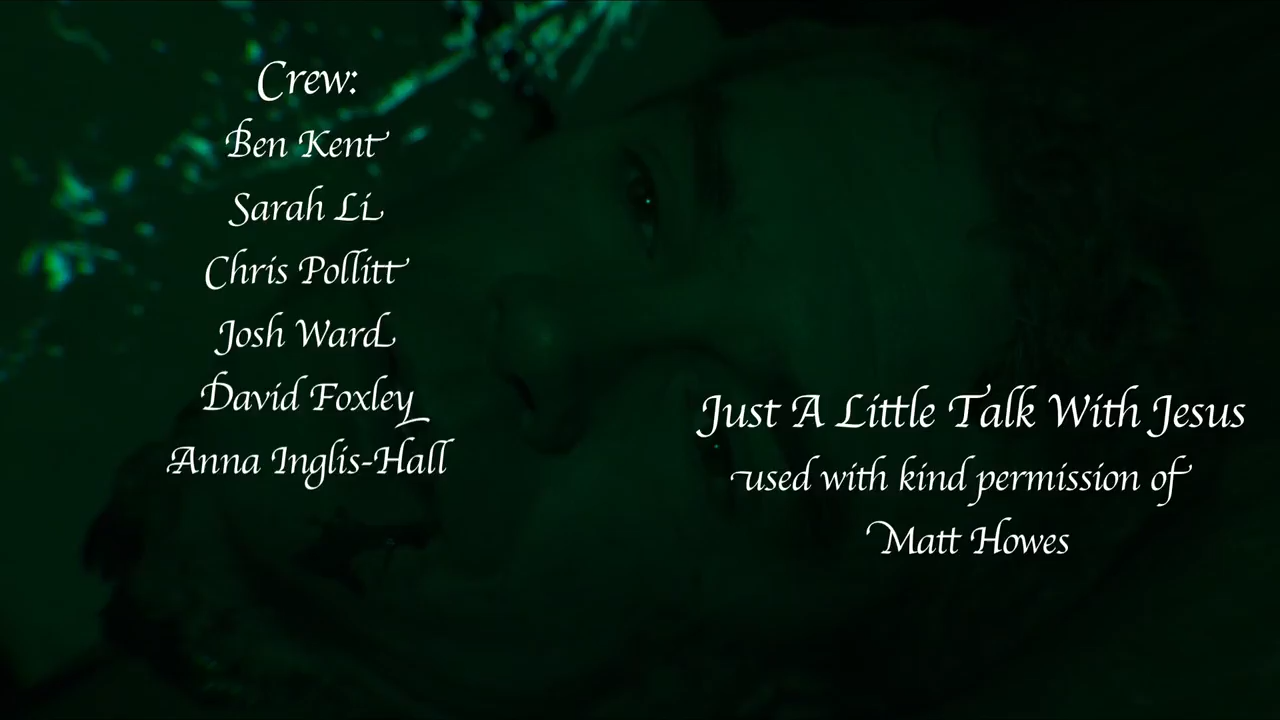 Crew:
Ben Kent
Sarah Li
Chris Pollitt
Josh Ward
David Foxley
Anna Inglis-Hall
Just A Little Talk With Jesus
used with kind permission of
Matt Howes